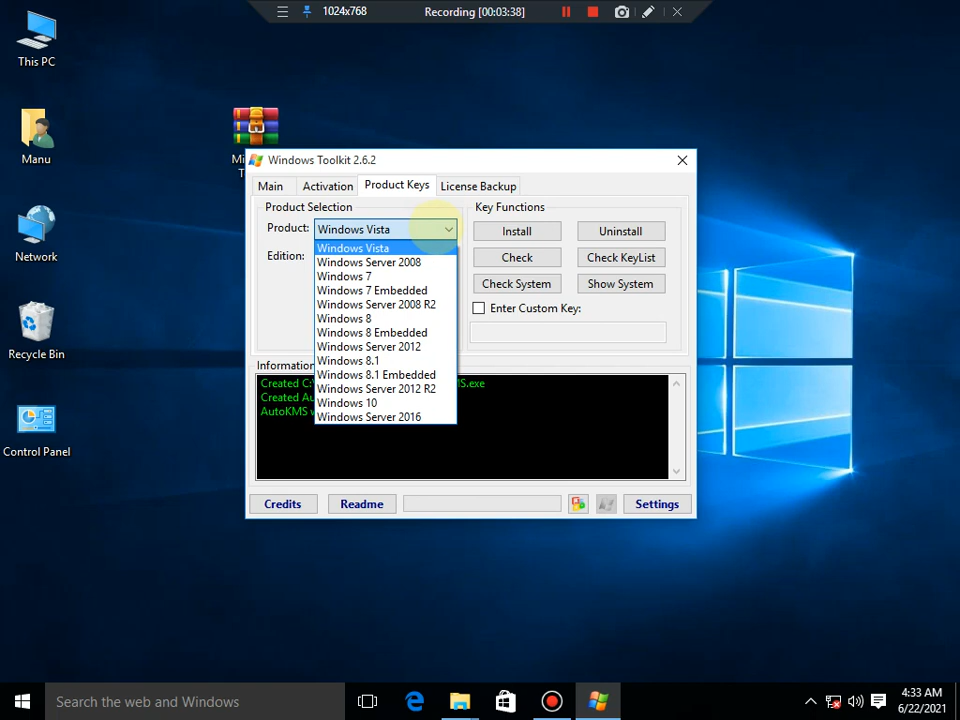 1024x768
Recording [00:03:38]
This PC
Manu
Network
Recycle Bin
Control Panel
Windows Toolkit 2.6.2
Main
Activation
Product Keys
License Backup
Product Selection
Product:
Windows Vista
Edition:
Windows Vista
Windows Server 2008
Windows 7
Windows 7 Embedded
Windows Server 2008 R2
Windows 8
Windows 8 Embedded
Windows Server 2012
Windows 8.1
Windows 8.1 Embedded
Windows Server 2012 R2
Windows 10
Windows Server 2016
Key Functions
Install
Uninstall
Check
Check KeyList
Check System
Show System
Enter Custom Key:
Information
Created C:\ MS.exe
Created Au
AutoKMS w
Credits
Readme
Settings
Search the web and Windows
4:33 AM
6/22/2021